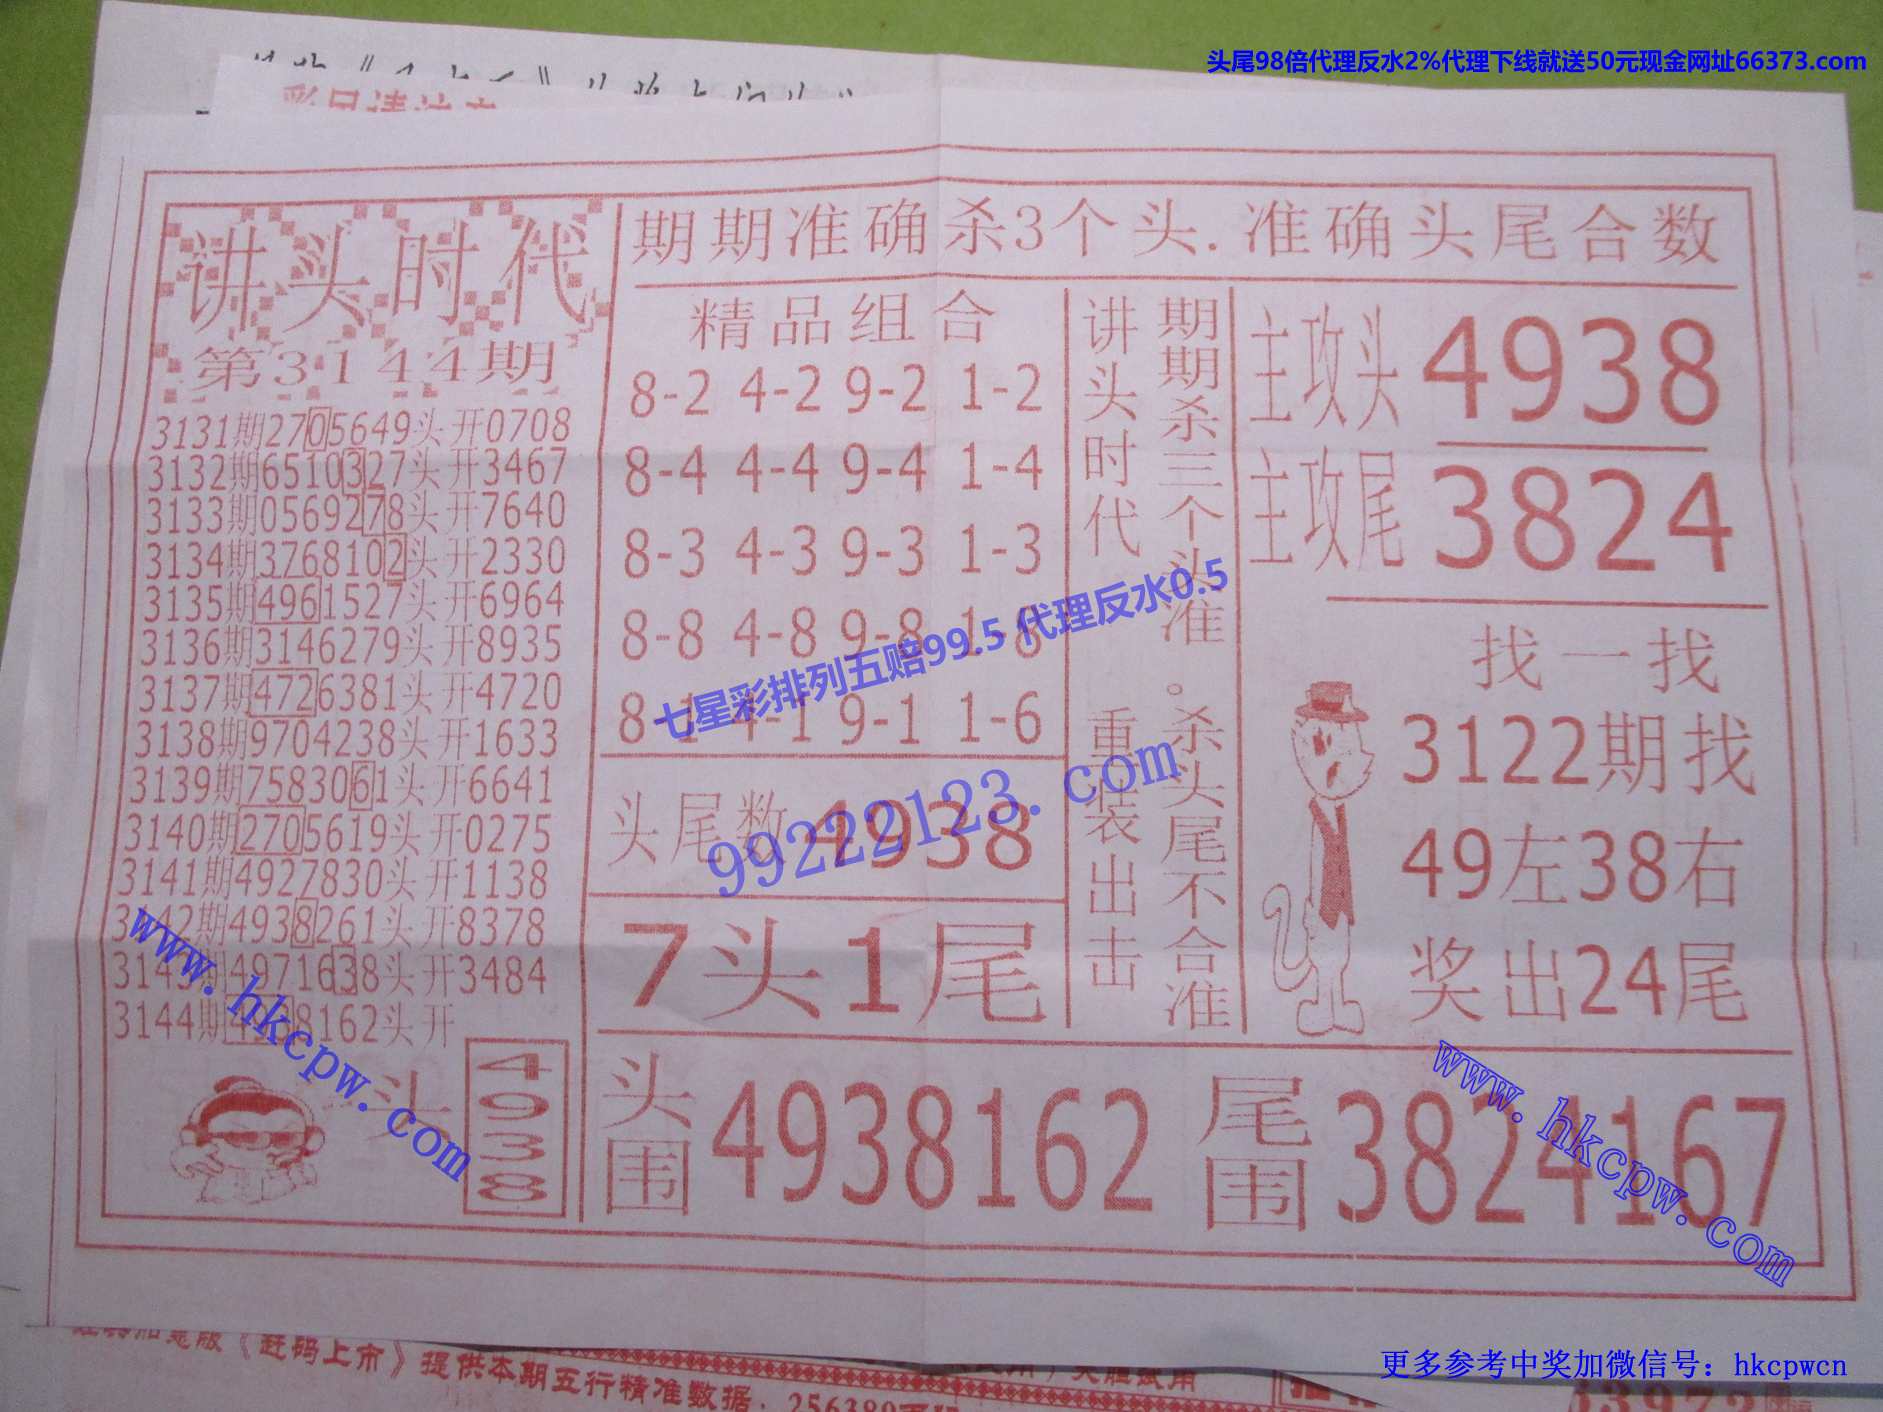 头尾98倍代理反水2%代理下线就送50元现金网址66373.com
讲头时代
第3144期
3131期2705649头开0708
3132期6510327头开3467
3133期0569278头开7640
3134期3768102头开2330
3135期4961527头开6964
3136期3146279头开8935
3137期4726381头开4720
3138期9704238头开1633
3139期7583061头开6641
3140期2705619头开0275
3141期4927830头开1138
3142期4938261头开8378
3143期4971638头开3484
3144期4938162头开
头 4938
期期准确杀3个头.准确头尾合数
精品组合
8-2 4-2 9-2 1-2
8-4 4-4 9-4 1-4
8-3 4-3 9-3 1-3
8-8 4-8 9-8 1-8
8-1 4-1 9-1 1-6
头尾数 4938
7头1尾
期期杀三个头准。杀头尾不合准
讲头时代 重装出击
主攻头 4938
主攻尾 3824
找一找
3122期找
49左38右
奖出24尾
头围 4938162
尾围 3824167
七星彩排列五赔99.5 代理反水0.5
99222123.com
www.hkcpw.com
www.hkcpw.com
《赶码上市》提供本期五行精准数据:256389
更多参考中奖加微信号：hkcpwcn